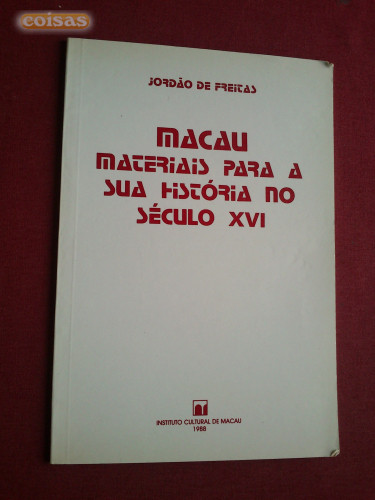 coisas
JORDÃO DE FREITAS
MACAU
MATERIAIS PARA A
SUA HISTÓRIA NO
SÉCULO XVI
INSTITUTO CULTURAL DE MACAU
1988